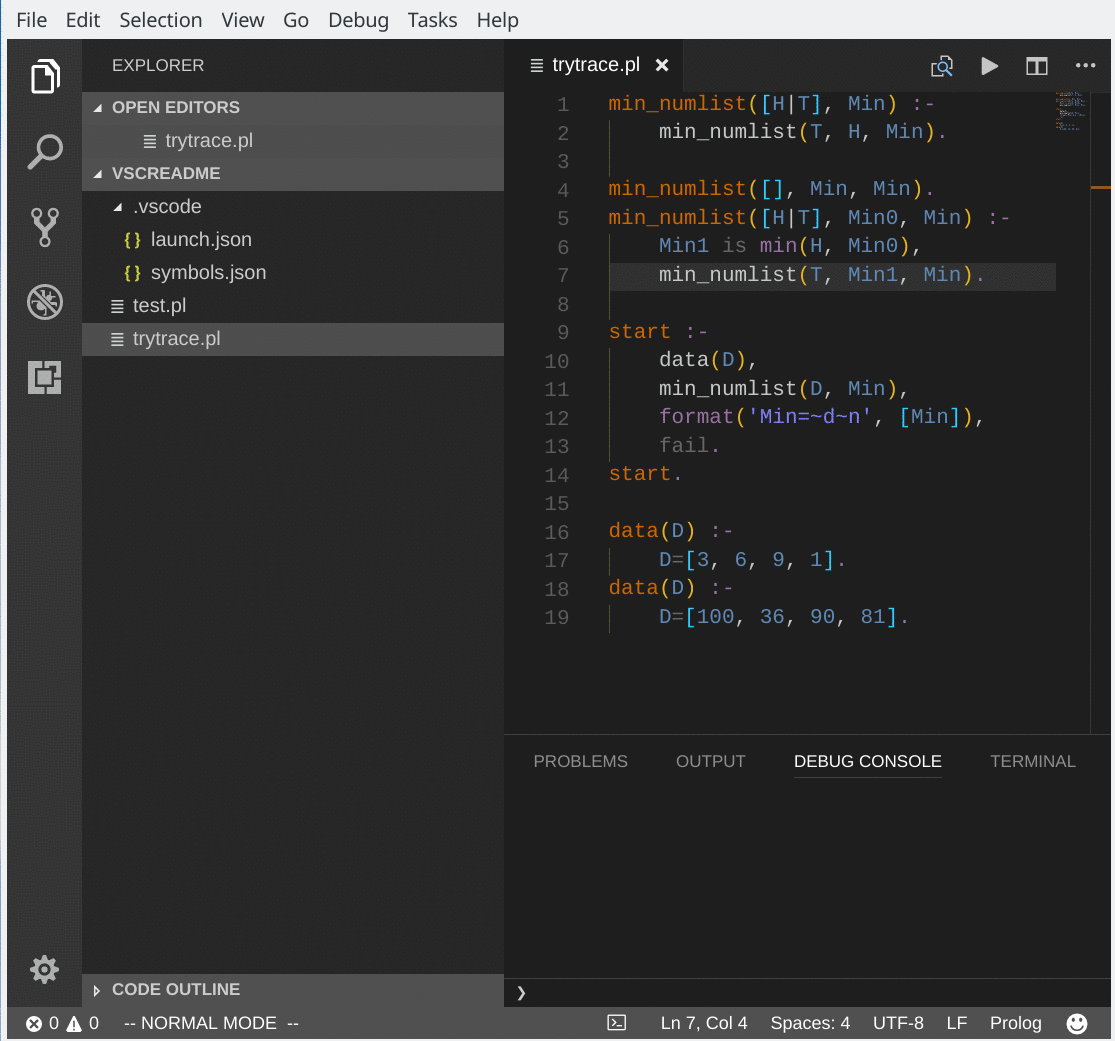 File Edit Selection View Go Debug Tasks Help
EXPLORER
OPEN EDITORS
trytrace.pl
VSCREADME
.vscode
{} launch.json
{} symbols.json
test.pl
trytrace.pl
CODE OUTLINE
trytrace.pl
1 min_numlist([H|T], Min) :-
2     min_numlist(T, H, Min).
3
4 min_numlist([], Min, Min).
5 min_numlist([H|T], Min0, Min) :-
6     Min1 is min(H, Min0),
7     min_numlist(T, Min1, Min).
8
9 start :-
10     data(D),
11     min_numlist(D, Min),
12     format('Min=~d~n', [Min]),
13     fail.
14 start.
15
16 data(D) :-
17     D=[3, 6, 9, 1].
18 data(D) :-
19     D=[100, 36, 90, 81].
PROBLEMS OUTPUT DEBUG CONSOLE TERMINAL
❯
0 0 -- NORMAL MODE -- Ln 7, Col 4 Spaces: 4 UTF-8 LF Prolog